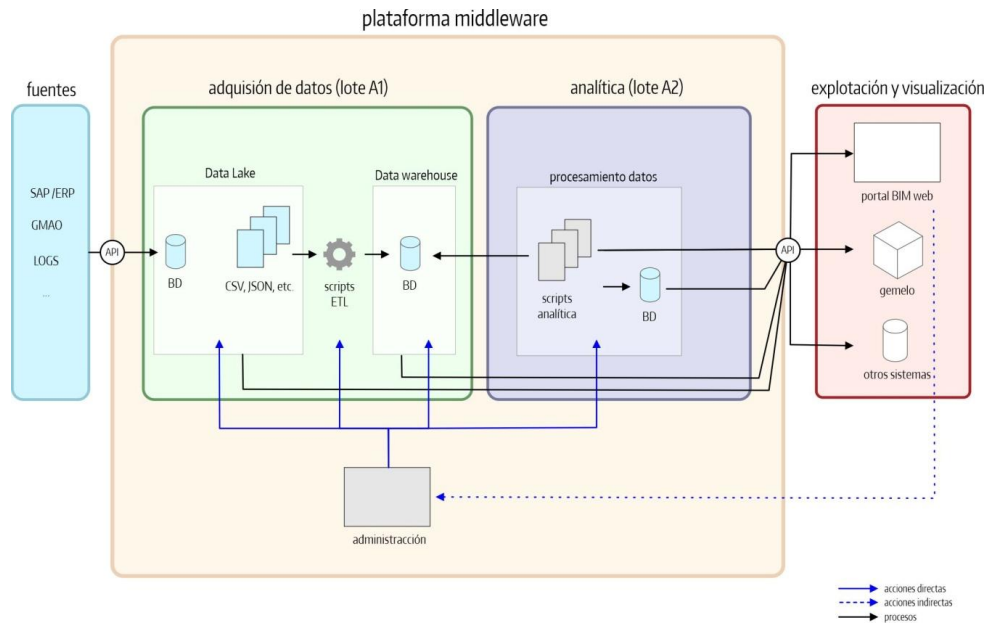 plataforma middleware
fuentes
adquisión de datos (lote A1)
analítica (lote A2)
explotación y visualización
SAP /ERP
GMAO
LOGS
...
API
Data Lake
BD
CSV, JSON, etc.
scripts
ETL
Data warehouse
BD
procesamiento datos
scripts
analítica
BD
API
portal BIM web
gemelo
otros sistemas
administracción
acciones directas
acciones indirectas
procesos